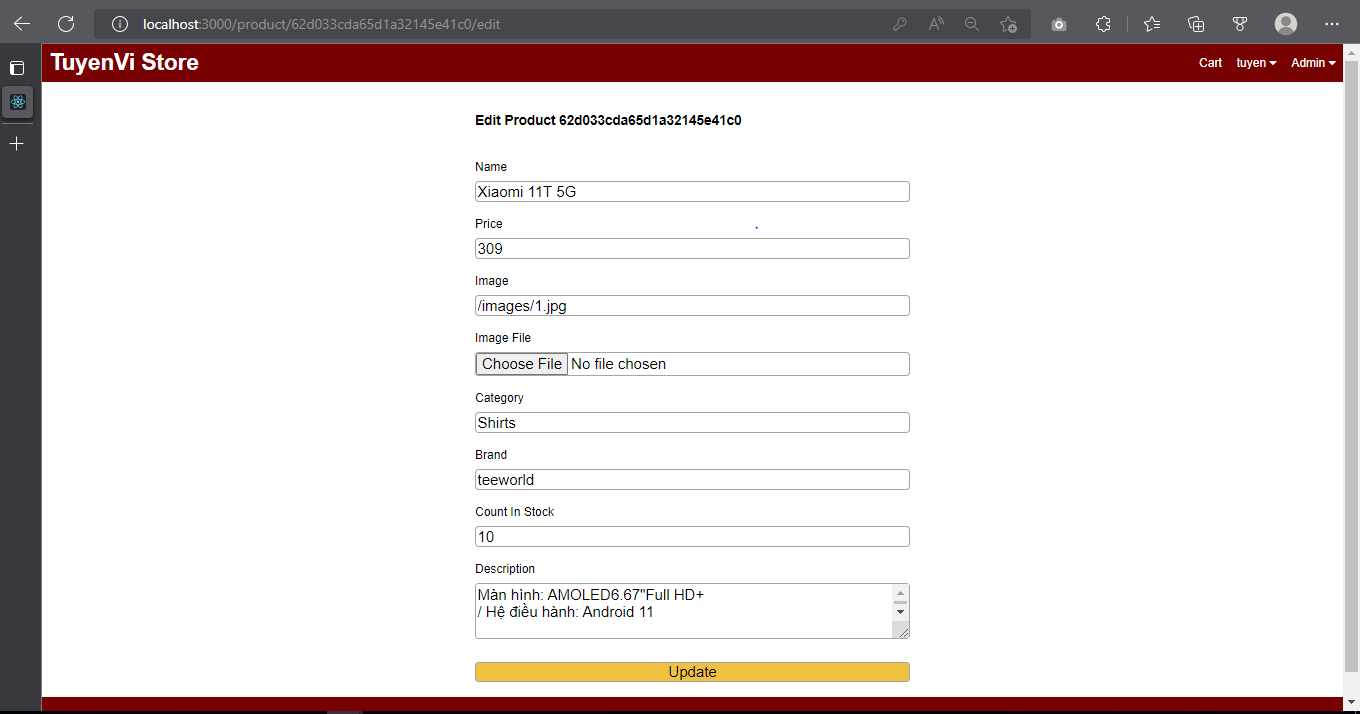 localhost:3000/product/62d033cda65d1a32145e41c0/edit
TuyenVi Store
Cart tuyen Admin
Edit Product 62d033cda65d1a32145e41c0
Name
Xiaomi 11T 5G
Price
309
Image
/images/1.jpg
Image File
Choose File No file chosen
Category
Shirts
Brand
teeworld
Count In Stock
10
Description
Màn hình: AMOLED6.67"Full HD+
/ Hệ điều hành: Android 11
Update